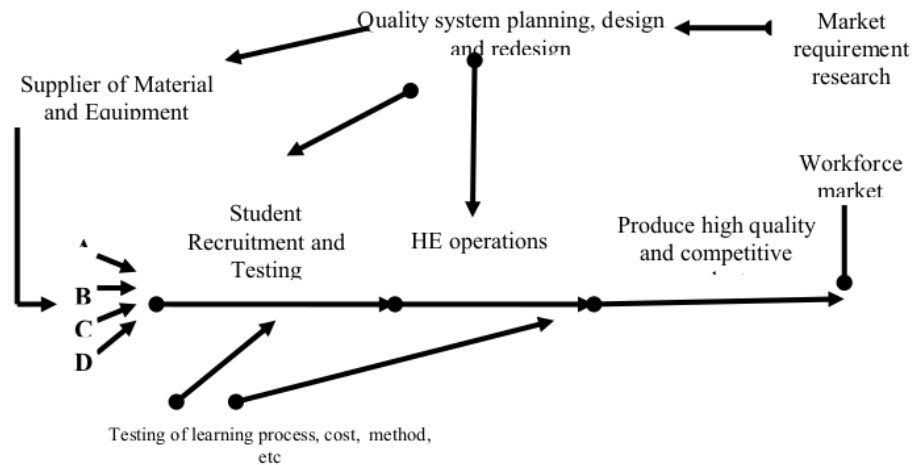 Quality system planning, design
and redesign
Market
requirement
research
Supplier of Material
and Equipment
Workforce
market
Student
Recruitment and
Testing
HE operations
Produce high quality
and competitive
B
C
D
Testing of learning process, cost, method,
etc